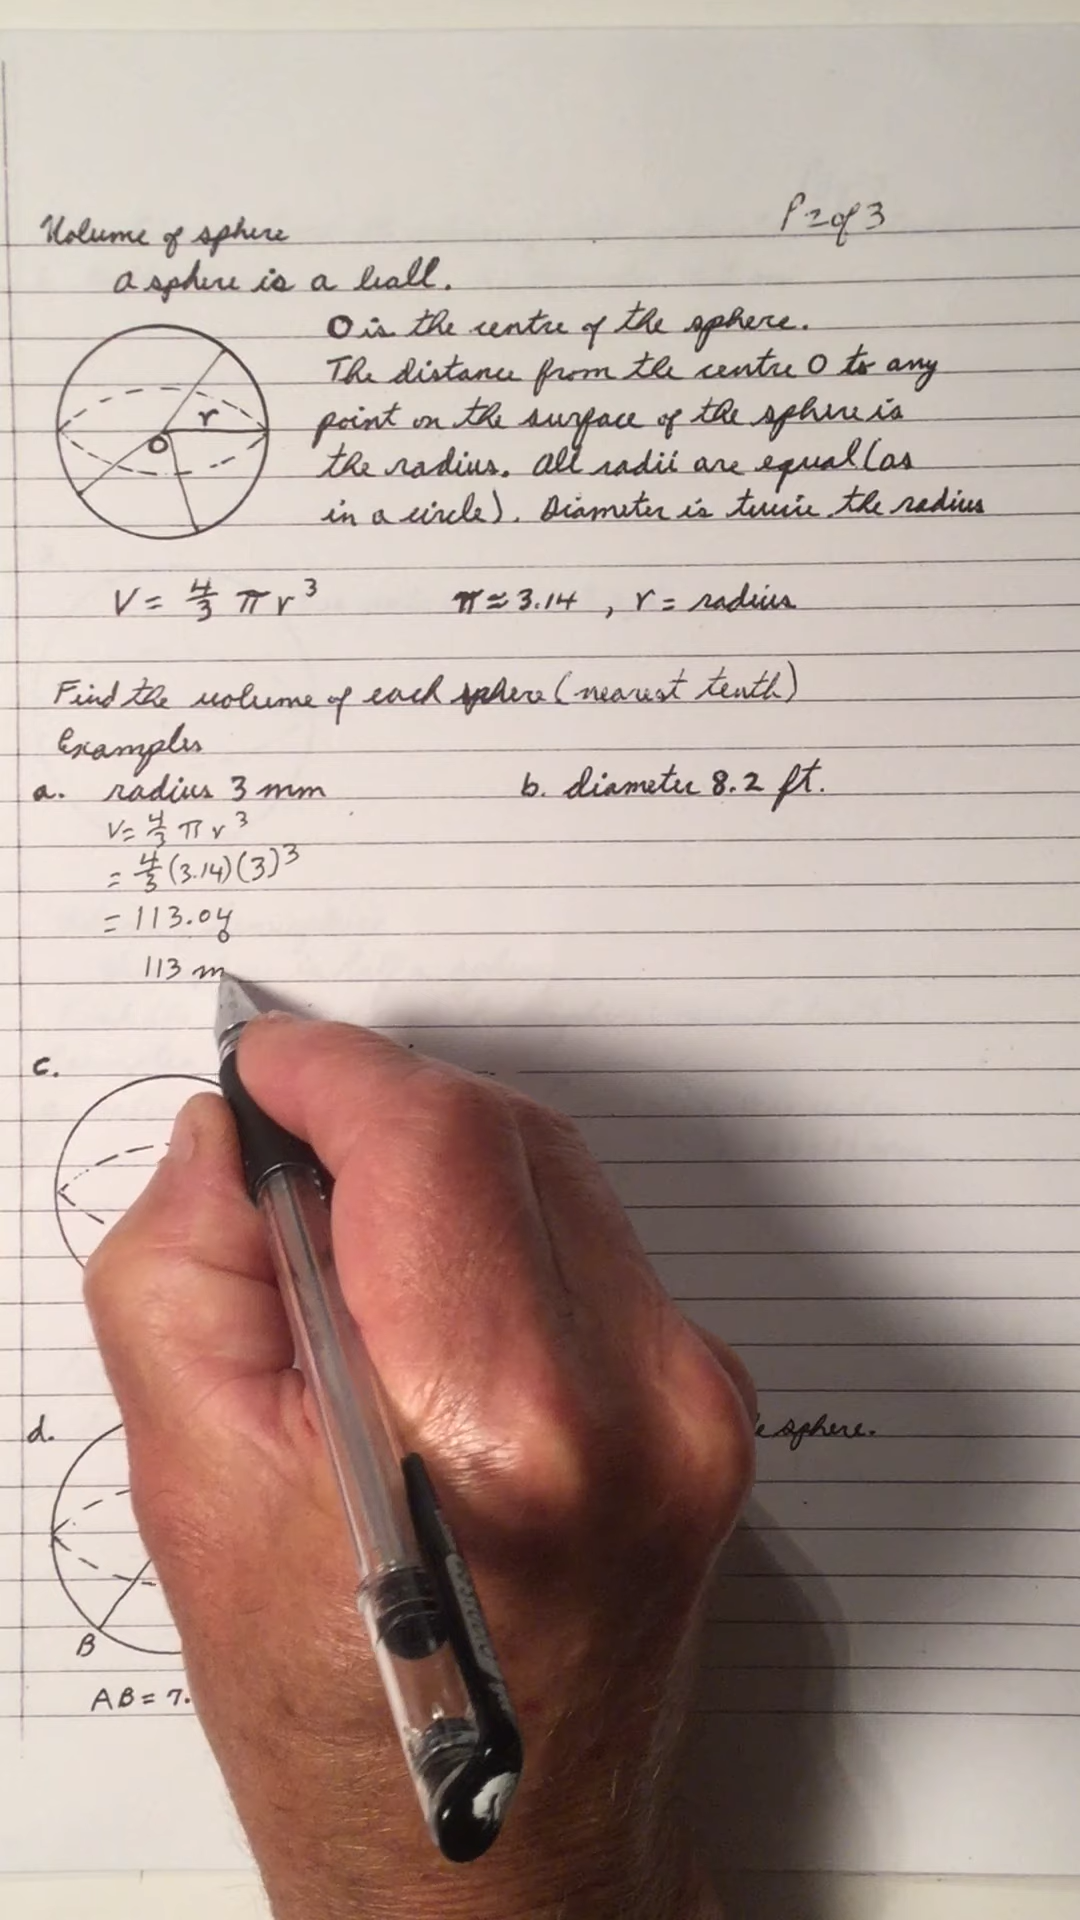 P 2 of 3
Volume of sphere
A sphere is a ball.
O is the centre of the sphere.
The distance from the centre O to any
point on the surface of the sphere is
the radius. All radii are equal (as
in a circle). Diameter is twice the radius
r
O
V = 4/3 π r³ π ≈ 3.14 , r = radius
Find the volume of each sphere (nearest tenth)
Examples
a. radius 3 mm b. diameter 8.2 ft.
V = 4/3 π r³
= 4/3 (3.14)(3)³
= 113.04
0
113 m
c.
d. sphere.
B
AB = 7.